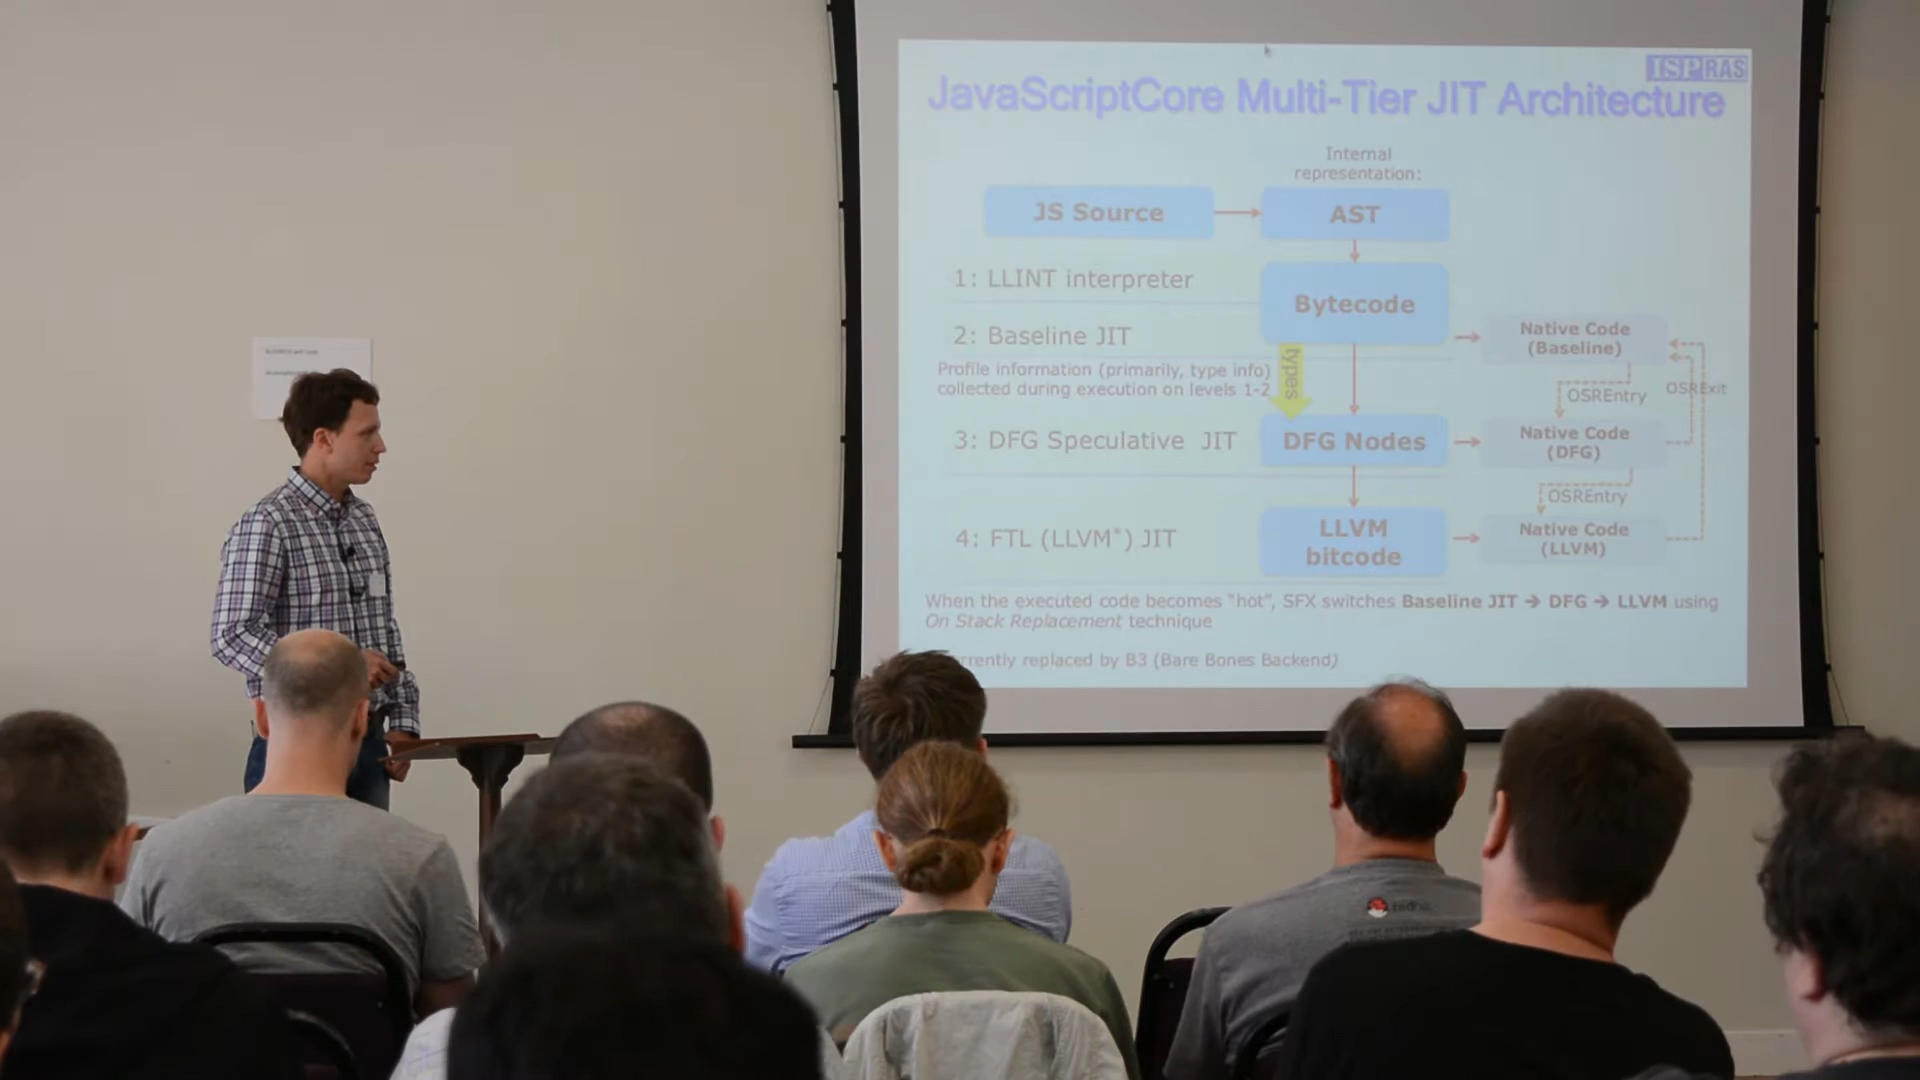 ISP RAS
JavaScriptCore Multi-Tier JIT Architecture
Internal
representation:
JS Source
AST
1: LLINT interpreter
Bytecode
2: Baseline JIT
Native Code
(Baseline)
types
Profile information (primarily, type info)
collected during execution on levels 1-2
OSREntry
OSRExit
3: DFG Speculative JIT
DFG Nodes
Native Code
(DFG)
OSREntry
4: FTL (LLVM*) JIT
LLVM
bitcode
Native Code
(LLVM)
When the executed code becomes "hot", SFX switches Baseline JIT → DFG → LLVM using
On Stack Replacement technique
replaced by B3 (Bare Bones Backend)